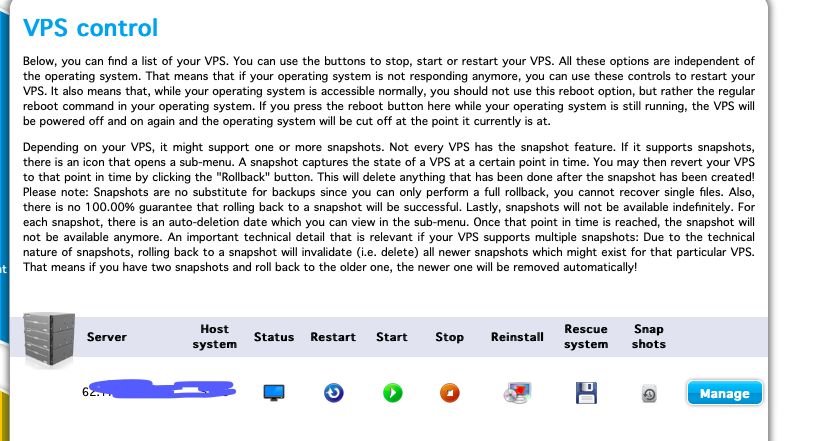 VPS control
Below, you can find a list of your VPS. You can use the buttons to stop, start or restart your VPS. All these options are independent of
the operating system. That means that if your operating system is not responding anymore, you can use these controls to restart your
VPS. It also means that, while your operating system is accessible normally, you should not use this reboot option, but rather the regular
reboot command in your operating system. If you press the reboot button here while your operating system is still running, the VPS will
be powered off and on again and the operating system will be cut off at the point it currently is at.
Depending on your VPS, it might support one or more snapshots. Not every VPS has the snapshot feature. If it supports snapshots,
there is an icon that opens a sub-menu. A snapshot captures the state of a VPS at a certain point in time. You may then revert your VPS
to that point in time by clicking the "Rollback" button. This will delete anything that has been done after the snapshot has been created!
Please note: Snapshots are no substitute for backups since you can only perform a full rollback, you cannot recover single files. Also,
there is no 100.00% guarantee that rolling back to a snapshot will be successful. Lastly, snapshots will not be available indefinitely. For
each snapshot, there is an auto-deletion date which you can view in the sub-menu. Once that point in time is reached, the snapshot will
not be available anymore. An important technical detail that is relevant if your VPS supports multiple snapshots: Due to the technical
nature of snapshots, rolling back to a snapshot will invalidate (i.e. delete) all newer snapshots which might exist for that particular VPS.
That means if you have two snapshots and roll back to the older one, the newer one will be removed automatically!
Server Host system Status Restart Start Stop Reinstall Rescue system Snap shots
62. Manage